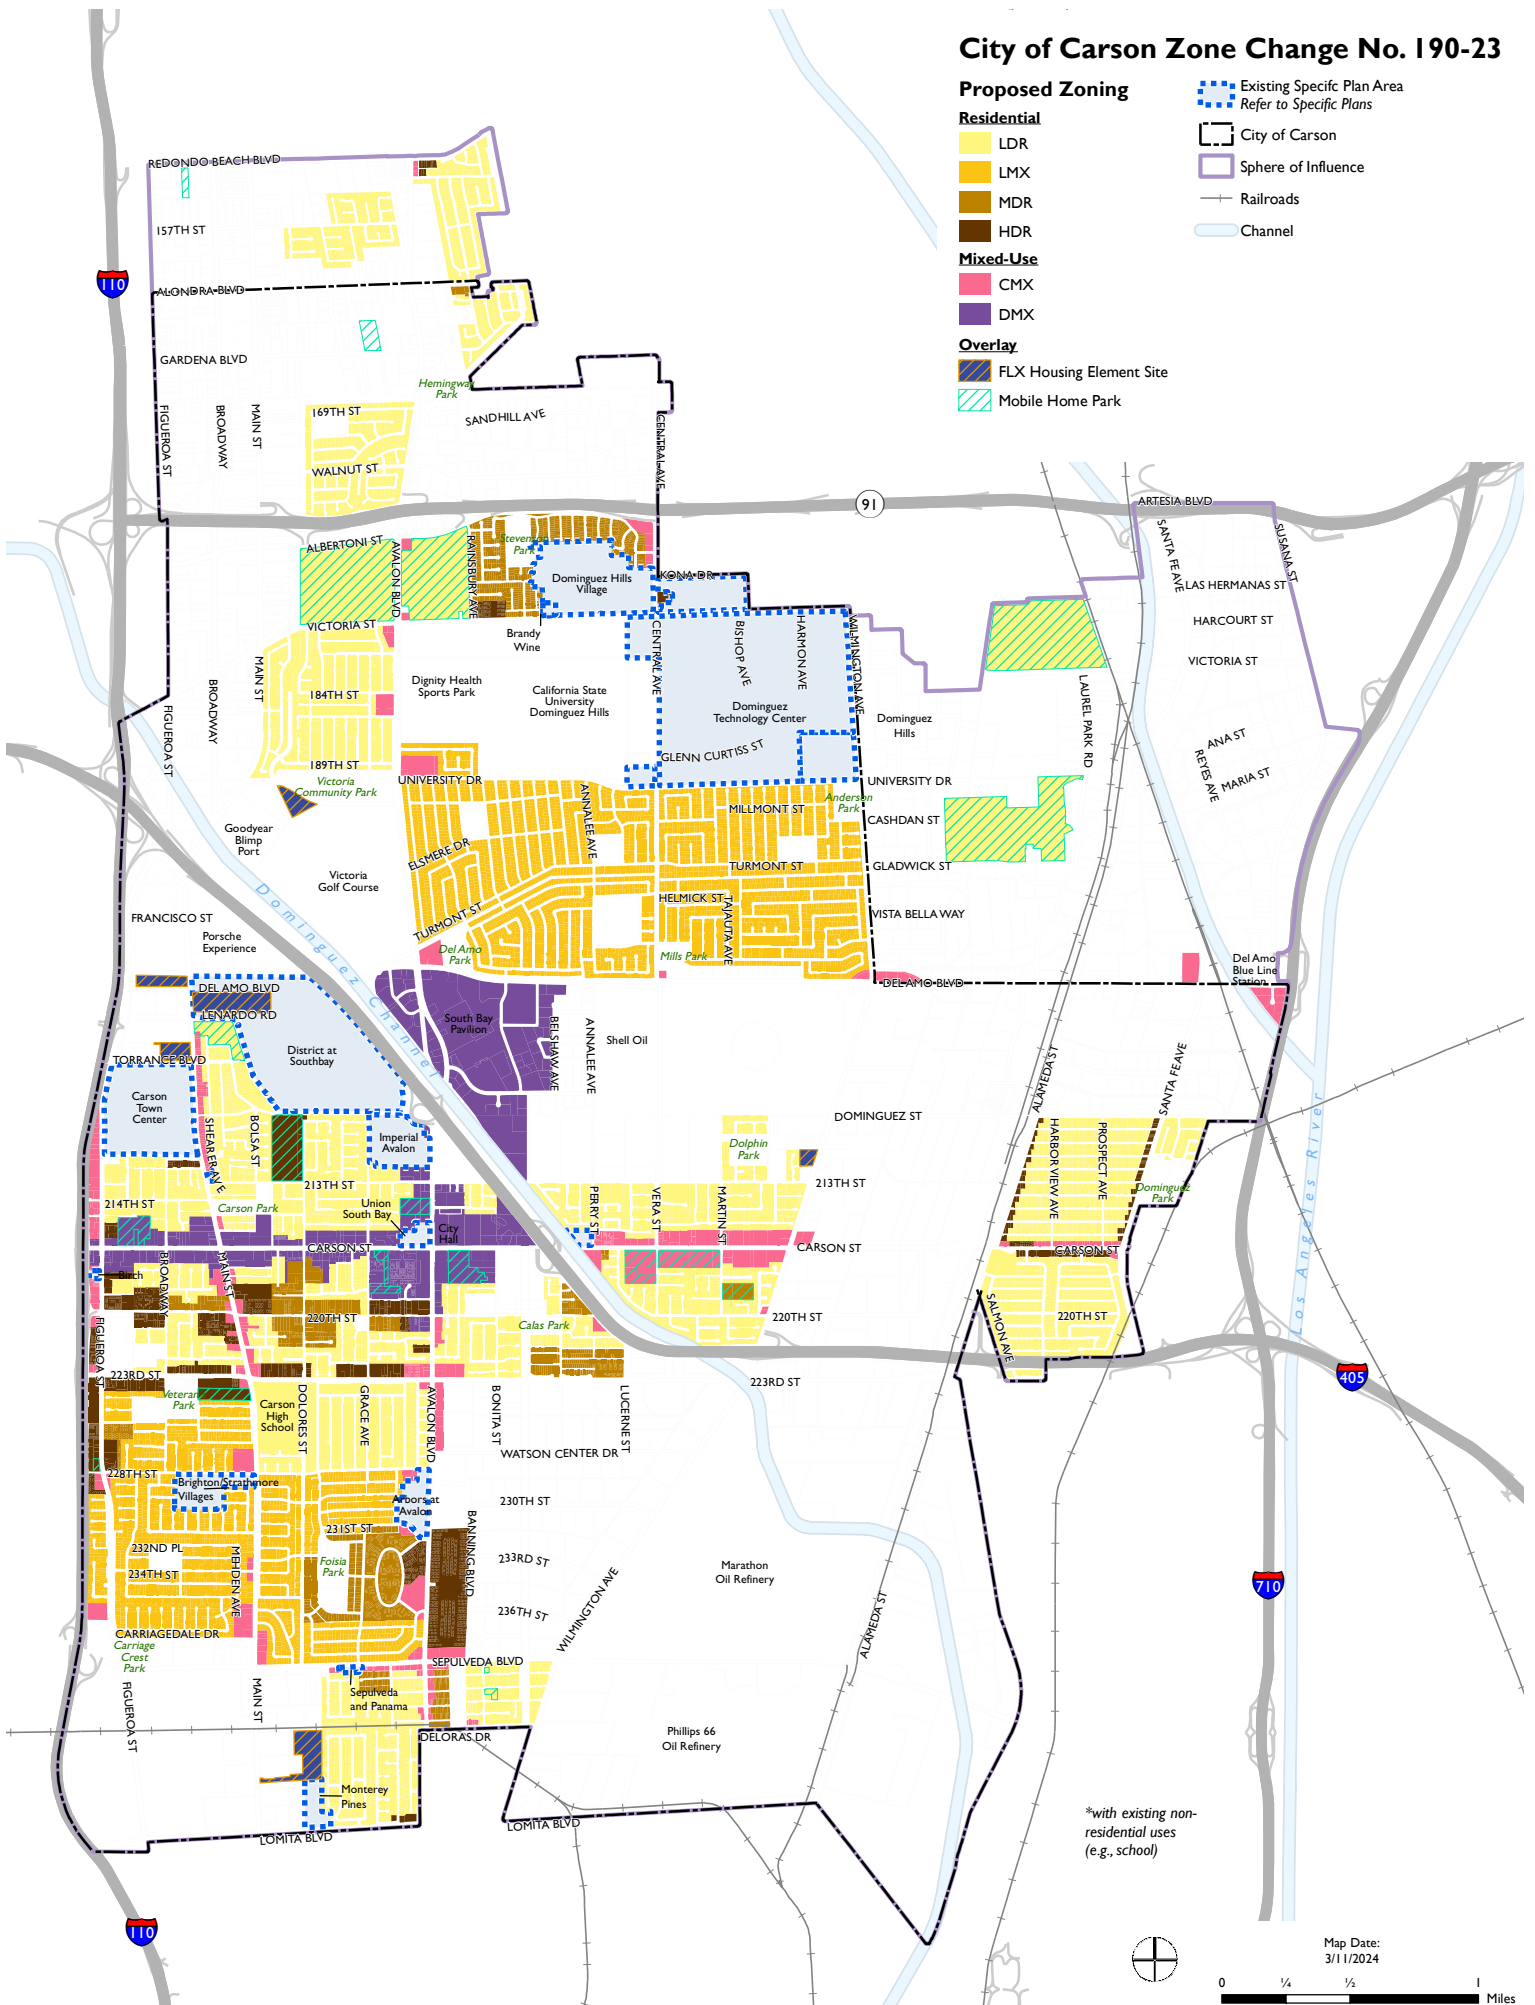 City of Carson Zone Change No. 190-23
Proposed Zoning
Residential
LDR
LMX
MDR
HDR
Mixed-Use
CMX
DMX
Overlay
FLX Housing Element Site
Mobile Home Park
Existing Specifc Plan Area
Refer to Specific Plans
City of Carson
Sphere of Influence
Railroads
Channel
REDONDO BEACH BLVD
157TH ST
110
ALONDRA BLVD
GARDENA BLVD
Hemingway
Park
FIGUEROA ST
BROADWAY
MAIN ST
169TH ST
SANDHILL AVE
CENTRAL AVE
WALNUT ST
91
ARTESIA BLVD
SANTA FE AVE
SUSANA ST
ALBERTONI ST
AVALON BLVD
RAINSBURY AVE
Stevenson
Park
Dominguez Hills
Village
KONA DR
LAS HERMANAS ST
HARCOURT ST
VICTORIA ST
VICTORIA ST
Brandy
Wine
CENTRAL AVE
BISHOP AVE
HARMON AVE
WILMINGTON AVE
MAIN ST
BROADWAY
FIGUEROA ST
184TH ST
Dignity Health
Sports Park
California State
University
Dominguez Hills
Dominguez
Technology Center
Dominguez
Hills
LAUREL PARK RD
ANA ST
REYES AVE
MARIA ST
GLENN CURTISS ST
189TH ST
Victoria
Community Park
UNIVERSITY DR
UNIVERSITY DR
ANNALEE AVE
MILLMONT ST
Anderson
Park
CASHDAN ST
Goodyear
Blimp
Port
ELSMERE DR
TURMONT ST
GLADWICK ST
Victoria
Golf Course
HELMICK ST
TAJAUTA AVE
VISTA BELLA WAY
Dominguez Channel
TURMONT ST
FRANCISCO ST
Porsche
Experience
Del Amo
Park
Mills Park
Del Amo
Blue Line
Station
DEL AMO BLVD
DEL AMO BLVD
LENARDO RD
South Bay
Pavilion
BELSHAW AVE
ANNALEE AVE
Shell Oil
District at
Southbay
TORRANCE BLVD
ALAMEDA ST
SANTA FE AVE
Carson
Town
Center
SHEARER AVE
BOLSA ST
Imperial
Avalon
DOMINGUEZ ST
HARBOR VIEW AVE
PROSPECT AVE
Dolphin
Park
213TH ST
213TH ST
Dominguez
Park
Los Angeles River
214TH ST
Carson Park
Union
South Bay
PERRY ST
VERA ST
MARTIN ST
City
Hall
CARSON ST
CARSON ST
CARSON ST
Birch
BROADWAY
MAIN ST
220TH ST
Calas Park
220TH ST
SALMON AVE
220TH ST
FIGUEROA ST
223RD ST
223RD ST
405
Veterans
Park
Carson
High
School
DOLORES ST
GRACE AVE
AVALON BLVD
BONITA ST
LUCERNE ST
WATSON CENTER DR
228TH ST
Brighton/Strathmore
Villages
Arbors at
Avalon
230TH ST
231ST ST
BANNING BLVD
232ND PL
234TH ST
MEHDEN AVE
Foisia
Park
233RD ST
Marathon
Oil Refinery
710
236TH ST
WILMINGTON AVE
ALAMEDA ST
CARRIAGEDALE DR
Carriage
Crest
Park
SEPULVEDA BLVD
FIGUEROA ST
MAIN ST
Sepulveda
and Panama
DELORAS DR
Phillips 66
Oil Refinery
Monterey
Pines
LOMITA BLVD
LOMITA BLVD
*with existing non-
residential uses
(e.g., school)
110
Map Date:
3/11/2024
0 ¼ ½ 1
Miles